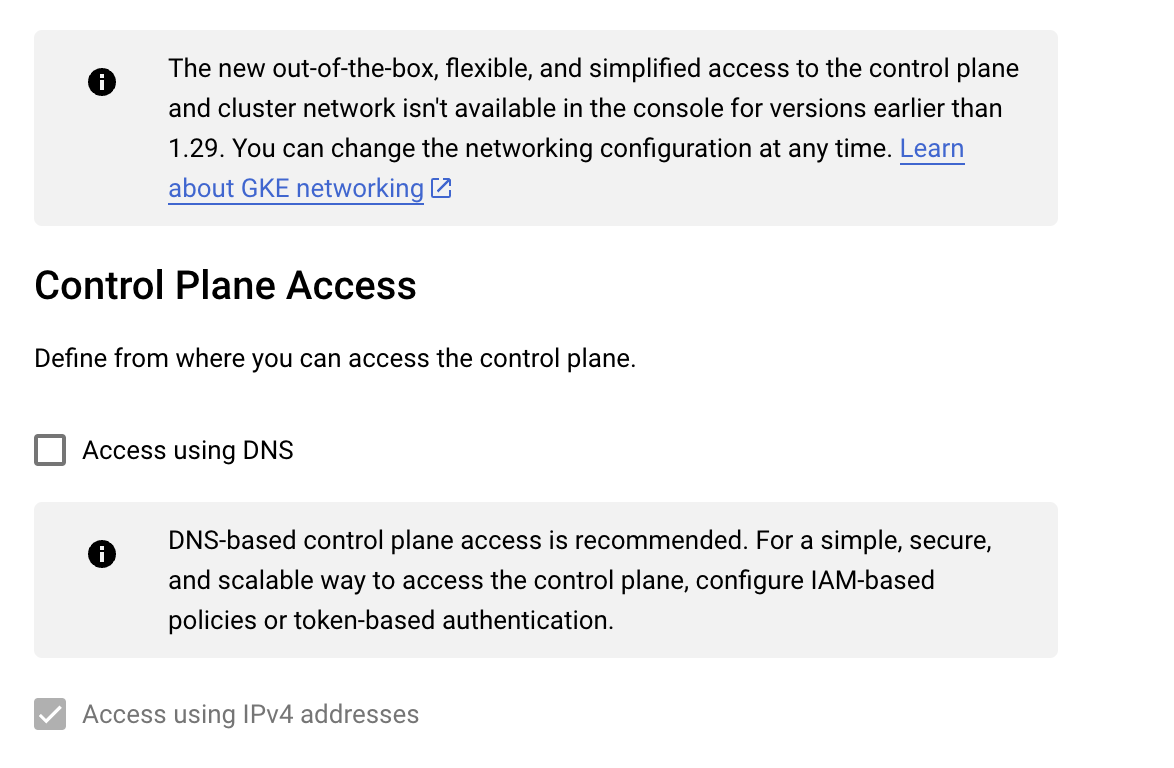 The new out-of-the-box, flexible, and simplified access to the control plane
and cluster network isn't available in the console for versions earlier than
1.29. You can change the networking configuration at any time. Learn
about GKE networking
Control Plane Access
Define from where you can access the control plane.
Access using DNS
DNS-based control plane access is recommended. For a simple, secure,
and scalable way to access the control plane, configure IAM-based
policies or token-based authentication.
Access using IPv4 addresses